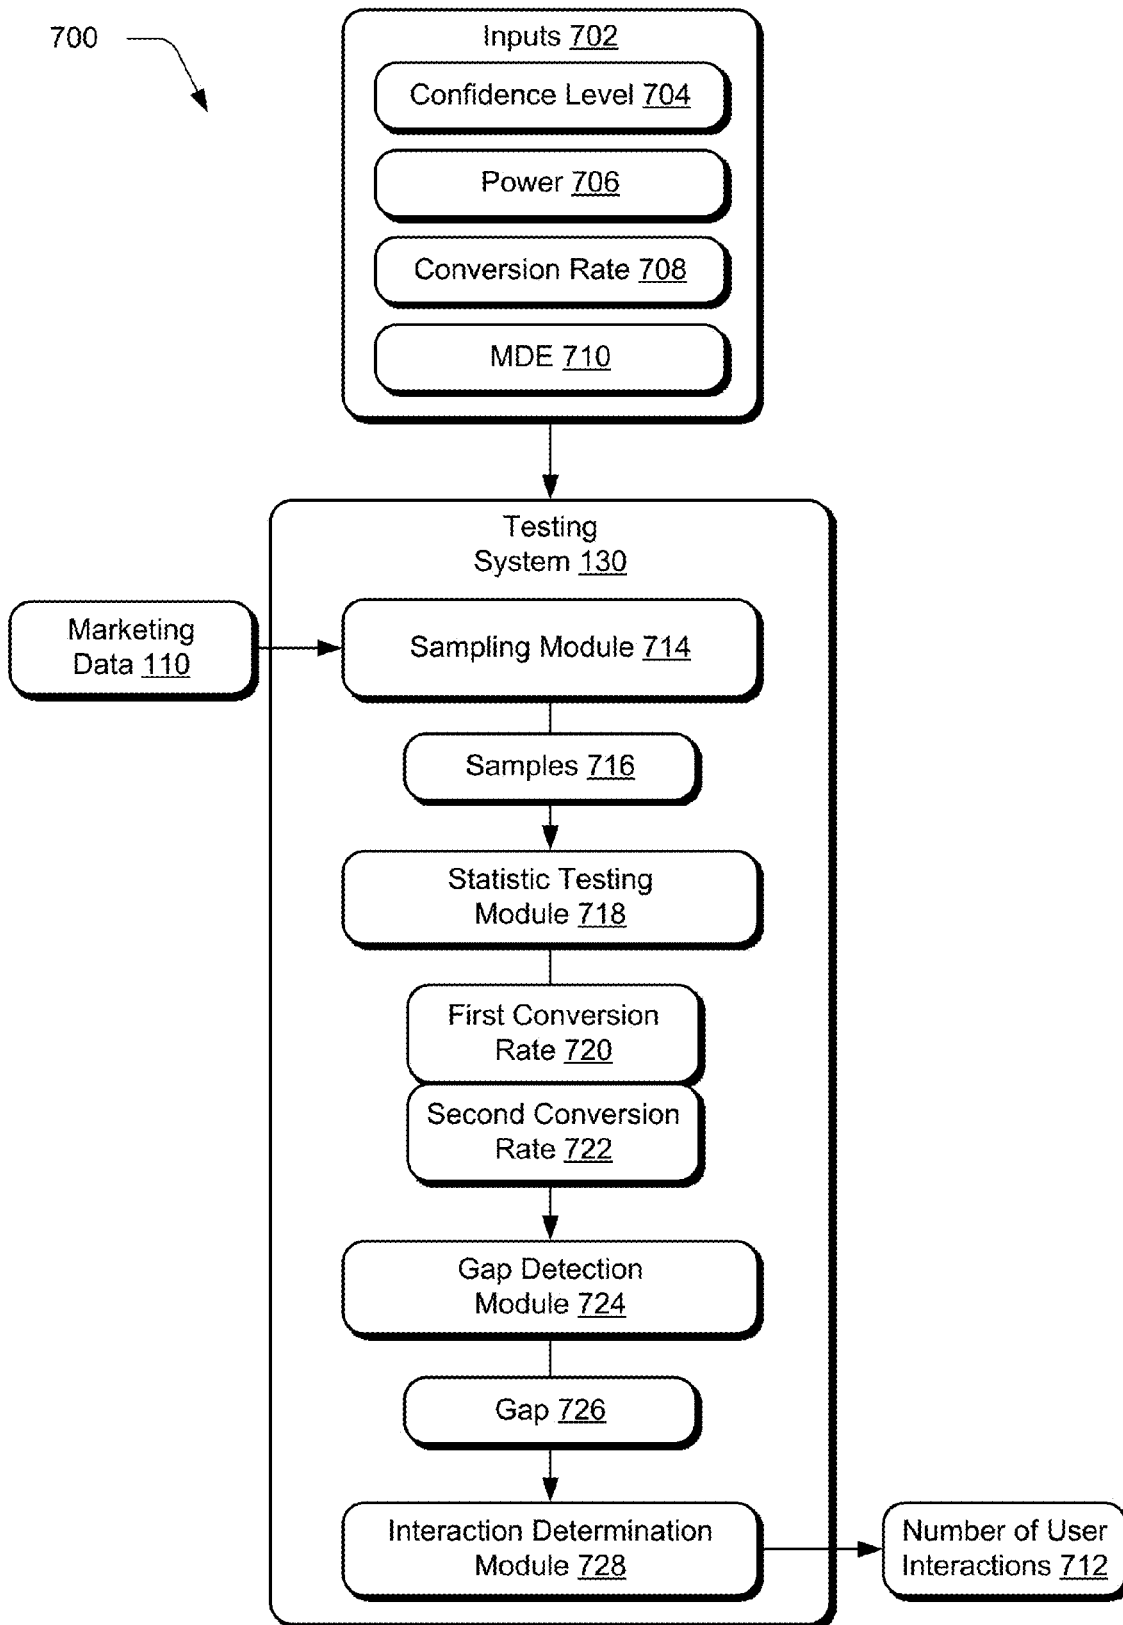 700
Inputs 702
Confidence Level 704
Power 706
Conversion Rate 708
MDE 710
Testing
System 130
Marketing
Data 110
Sampling Module 714
Samples 716
Statistic Testing
Module 718
First Conversion
Rate 720
Second Conversion
Rate 722
Gap Detection
Module 724
Gap 726
Interaction Determination
Module 728
Number of User
Interactions 712